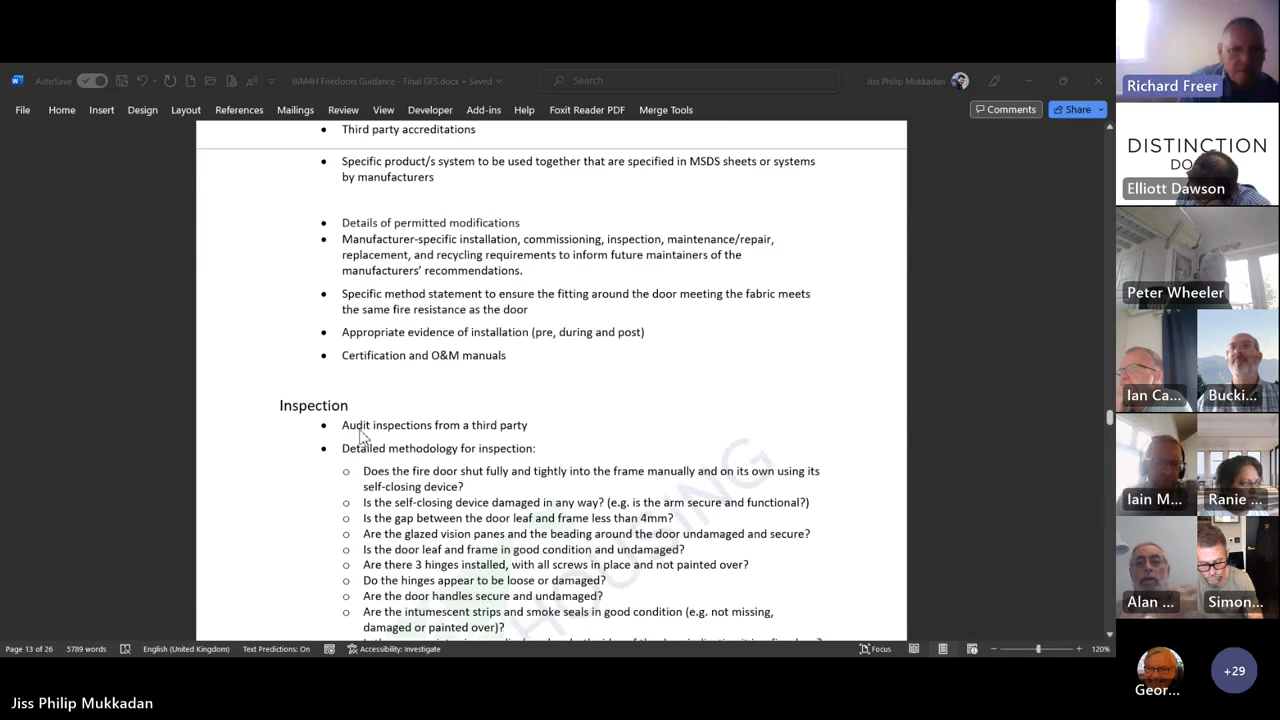 AutoSave
BIM4H Firedoors Guidance - Final GFS.docx • Saved
Search
Jiss Philip Mukkadan
File Home Insert Design Layout References Mailings Review View Developer Add-ins Help Foxit Reader PDF Merge Tools
Comments Share
• Third party accreditations
• Specific product/s system to be used together that are specified in MSDS sheets or systems
by manufacturers
• Details of permitted modifications
• Manufacturer-specific installation, commissioning, inspection, maintenance/repair,
replacement, and recycling requirements to inform future maintainers of the
manufacturers' recommendations.
• Specific method statement to ensure the fitting around the door meeting the fabric meets
the same fire resistance as the door
• Appropriate evidence of installation (pre, during and post)
• Certification and O&M manuals
Inspection
• Audit inspections from a third party
• Detailed methodology for inspection:
o Does the fire door shut fully and tightly into the frame manually and on its own using its
self-closing device?
o Is the self-closing device damaged in any way? (e.g. is the arm secure and functional?)
o Is the gap between the door leaf and frame less than 4mm?
o Are the glazed vision panes and the beading around the door undamaged and secure?
o Is the door leaf and frame in good condition and undamaged?
o Are there 3 hinges installed, with all screws in place and not painted over?
o Do the hinges appear to be loose or damaged?
o Are the door handles secure and undamaged?
o Are the intumescent strips and smoke seals in good condition (e.g. not missing,
damaged or painted over)?
HOUSING
Page 13 of 26 5789 words English (United Kingdom) Text Predictions: On Accessibility: Investigate Focus 120%
Jiss Philip Mukkadan
Richard Freer
DISTINCTION
DO
Elliott Dawson
Peter Wheeler
Ian Ca... Bucki...
Iain M... Ranie ...
Alan ... Simon...
Geor... +29